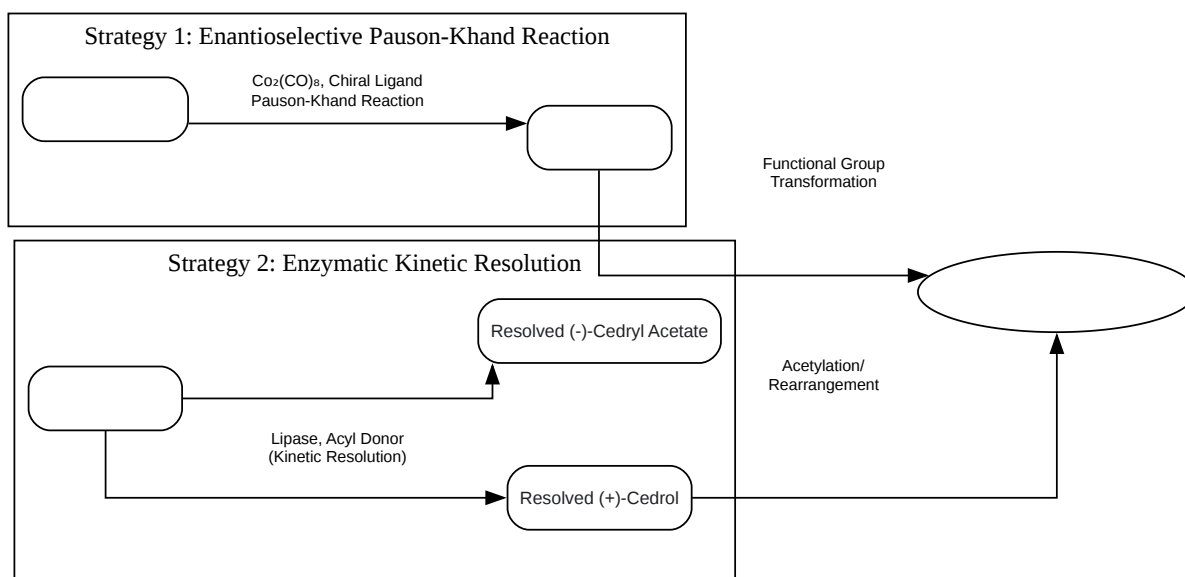 Strategy 1: Enantioselective Pauson-Khand Reaction
Co₂(CO)₈, Chiral Ligand
Pauson-Khand Reaction
Functional Group
Transformation
Strategy 2: Enzymatic Kinetic Resolution
Resolved (-)-Cedryl Acetate
Acetylation/
Rearrangement
Lipase, Acyl Donor
(Kinetic Resolution)
Resolved (+)-Cedrol